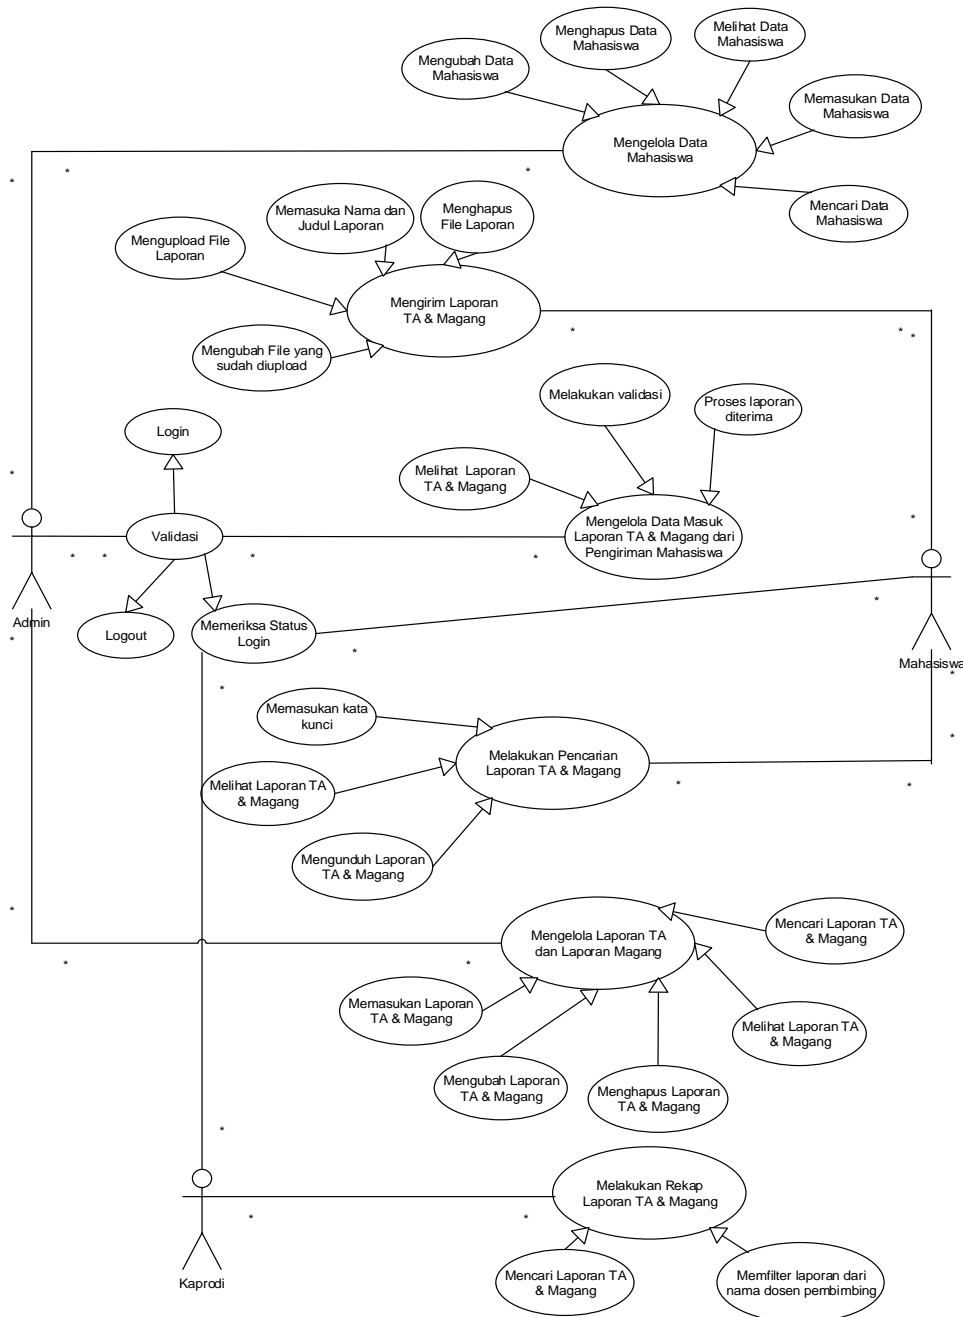 Menghapus Data
Mahasiswa
Melihat Data
Mahasiswa
Mengubah Data
Mahasiswa
Memasukan Data
Mahasiswa
Mengelola Data
Mahasiswa
*
*
*
Mencari Data
Mahasiswa
Memasuka Nama dan
Judul Laporan
Menghapus
File Laporan
Mengupload File
Laporan
Mengirim Laporan
TA & Magang
*
*
*
*
Mengubah File yang
sudah diupload
Melakukan validasi
Proses laporan
diterima
Login
Melihat  Laporan
TA & Magang
*
*
Mengelola Data Masuk
Laporan TA & Magang dari
Pengiriman Mahasiswa
Validasi
*
*
*
*
Admin
*
Logout
Memeriksa Status
Login
*
*
*
Mahasiswa
*
Memasukan kata
kunci
*
Melakukan Pencarian
Laporan TA & Magang
Melihat Laporan TA
& Magang
*
*
Mengunduh Laporan
TA & Magang
*
Mencari Laporan TA
& Magang
Mengelola Laporan TA
dan Laporan Magang
*
*
Memasukan Laporan
TA & Magang
Melihat Laporan TA
& Magang
Mengubah Laporan
TA & Magang
Menghapus Laporan
TA & Magang
*
Melakukan Rekap
Laporan TA & Magang
*
*
Kaprodi
Mencari Laporan TA
& Magang
Memfilter laporan dari
nama dosen pembimbing